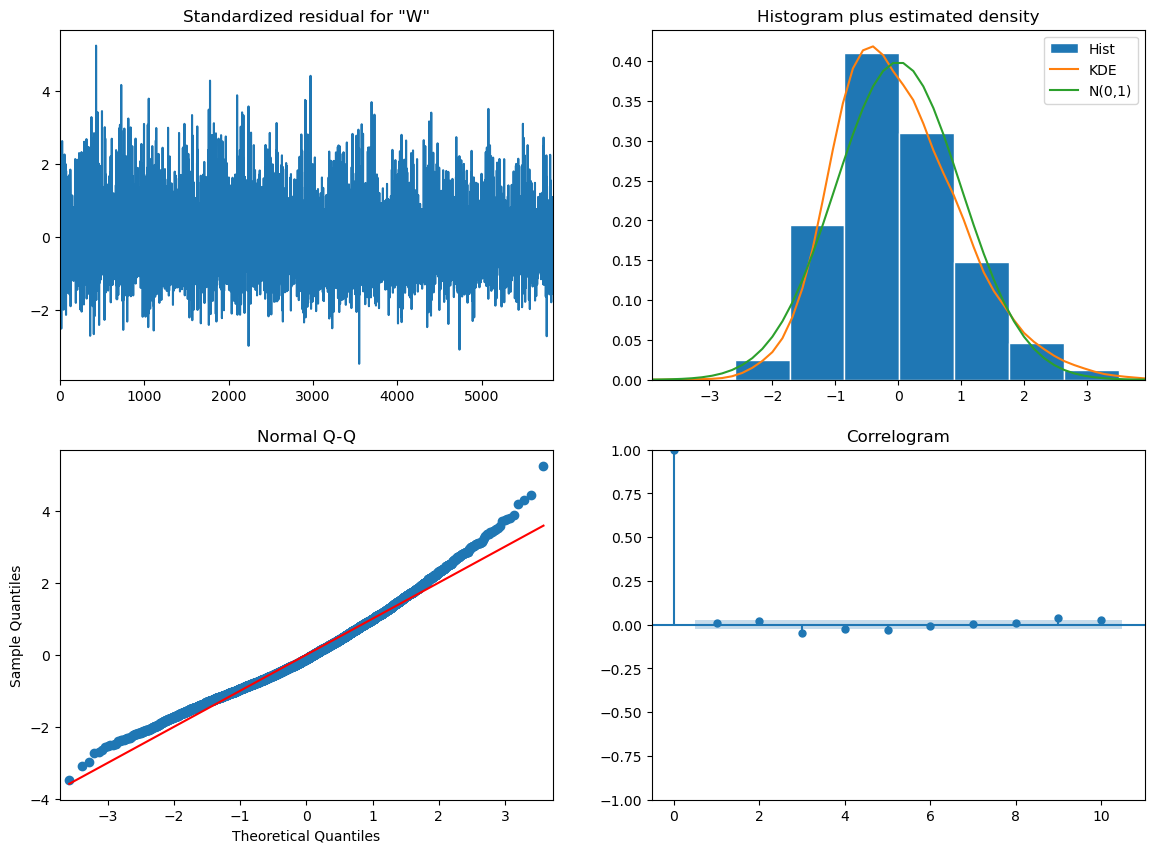 Standardized residual for "W"
4
2
0
−2
0 1000 2000 3000 4000 5000
Histogram plus estimated density
Hist
KDE
N(0,1)
0.40
0.35
0.30
0.25
0.20
0.15
0.10
0.05
0.00
−3 −2 −1 0 1 2 3
Normal Q-Q
Sample Quantiles
4
2
0
−2
−4
−3 −2 −1 0 1 2 3
Theoretical Quantiles
Correlogram
1.00
0.75
0.50
0.25
0.00
−0.25
−0.50
−0.75
−1.00
0 2 4 6 8 10